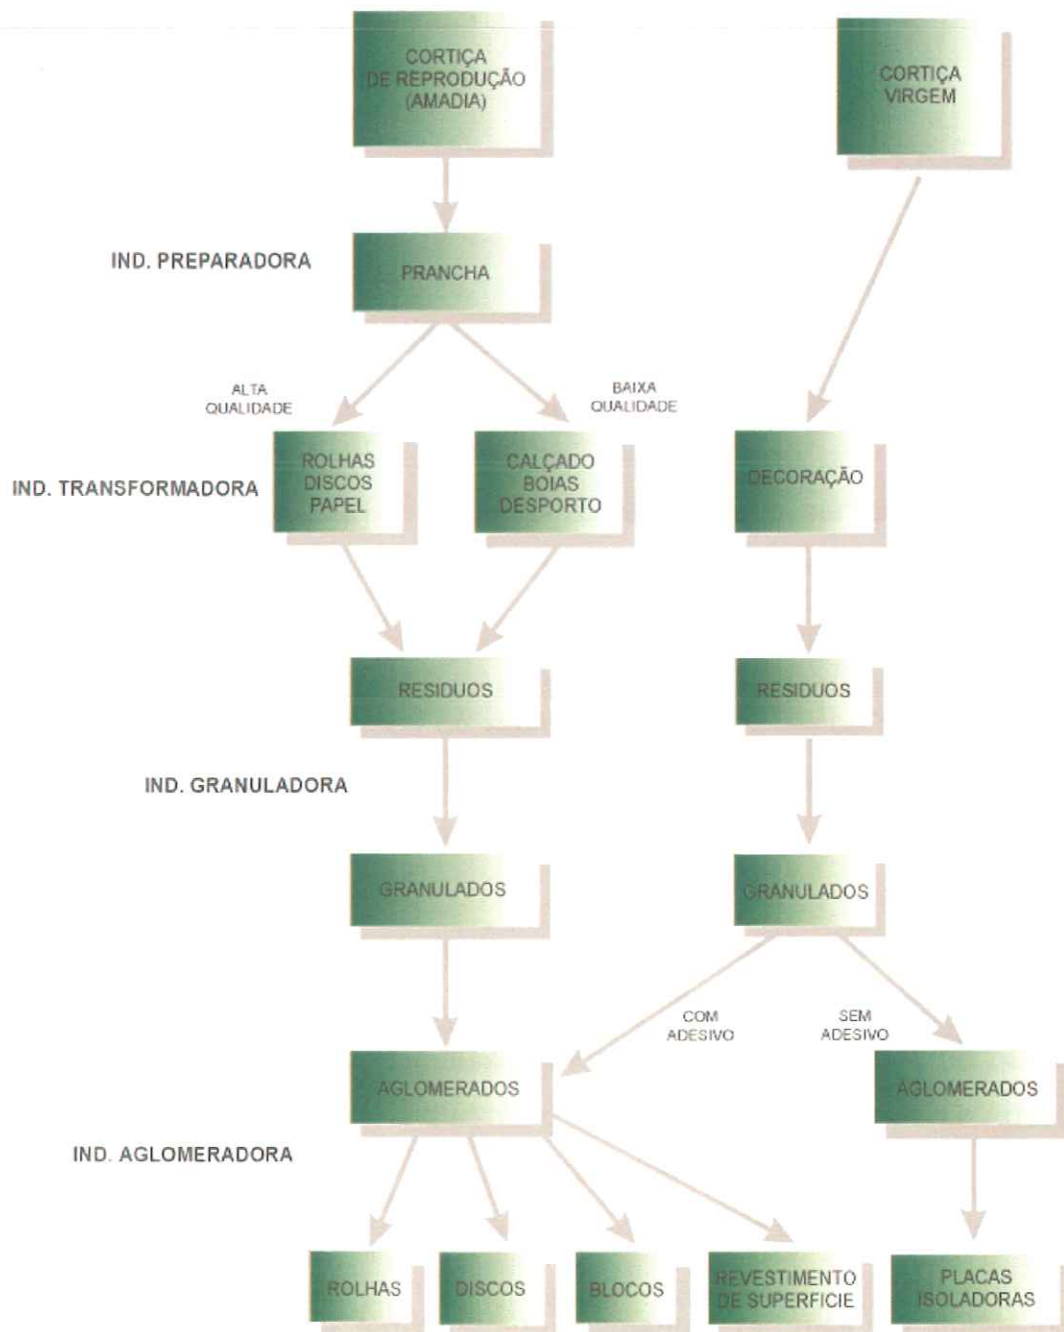 CORTIÇA
DE REPRODUÇÃO
(AMADIA)
CORTIÇA
VIRGEM
IND. PREPARADORA
PRANCHA
ALTA
QUALIDADE
BAIXA
QUALIDADE
IND. TRANSFORMADORA
ROLHAS
DISCOS
PAPEL
CALÇADO
BOIAS
DESPORTO
DECORAÇÃO
RESIDUOS
RESIDUOS
IND. GRANULADORA
GRANULADOS
GRANULADOS
COM
ADESIVO
SEM
ADESIVO
AGLOMERADOS
AGLOMERADOS
IND. AGLOMERADORA
ROLHAS
DISCOS
BLOCOS
REVESTIMENTO
DE SUPERFICIE
PLACAS
ISOLADORAS